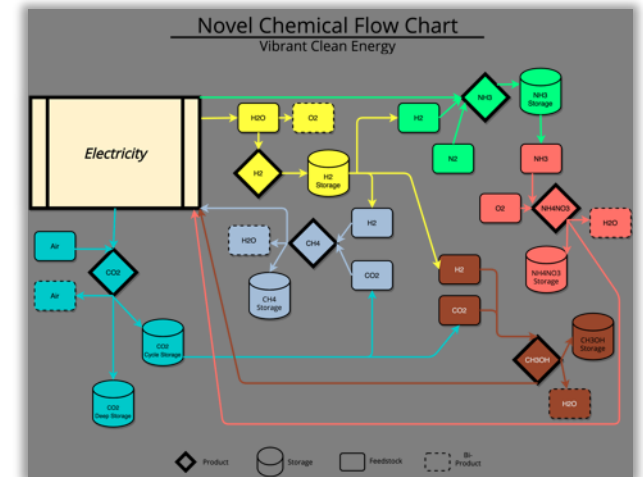 Novel Chemical Flow Chart
Vibrant Clean Energy
Electricity
H2O
O2
H2
H2
Storage
H2
N2
NH3
NH3
Storage
NH3
O2
NH4NO3
H2O
NH4NO3
Storage
Air
CO2
Air
CO2
Cycle Storage
CO2
Deep Storage
H2O
CH4
H2
CO2
CH4
Storage
H2
CO2
CH3OH
CH3OH
Storage
H2O
Product
Storage
Feedstock
Bi-
Product